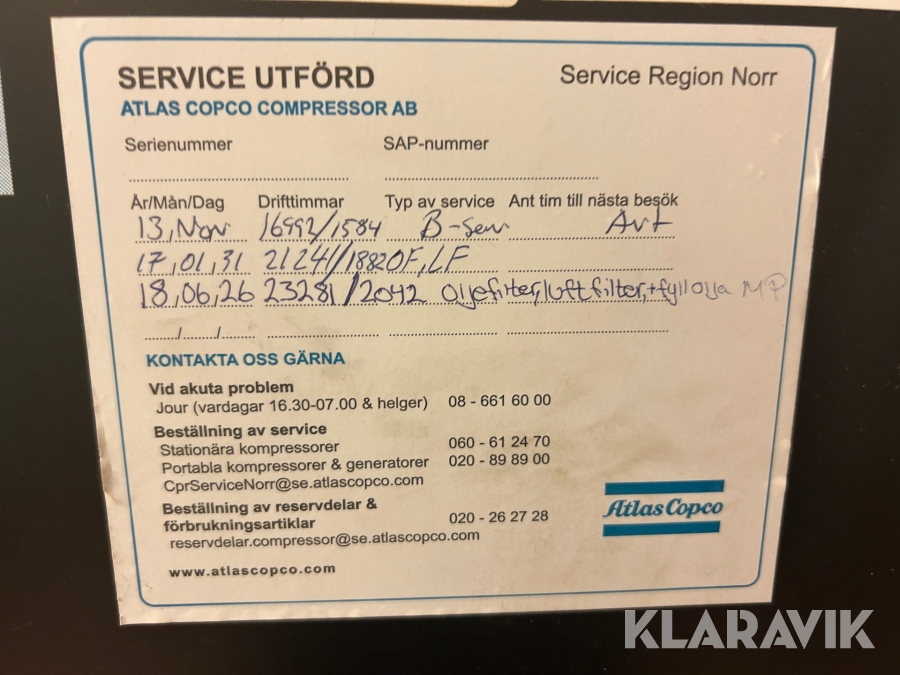 SERVICE UTFÖRD
Service Region Norr
ATLAS COPCO COMPRESSOR AB
Serienummer SAP-nummer
År/Mån/Dag Drifttimmar Typ av service Ant tim till nästa besök
13, Nov 16992/1584 B-Serv
17,01,31 21241/1882 OF, LF
18,06,26 23281/2042 oljefilter, luftfilter, + fyll olja MP
KONTAKTA OSS GÄRNA
Vid akuta problem
Jour (vardagar 16.30-07.00 & helger) 08 - 661 60 00
Beställning av service
Stationära kompressorer 060 - 61 24 70
Portabla kompressorer & generatorer 020 - 89 89 00
CprServiceNorr@se.atlascopco.com
Beställning av reservdelar &
förbrukningsartiklar 020 - 26 27 28
reservdelar.compressor@se.atlascopco.com
www.atlascopco.com
Atlas Copco
KLARAVIK